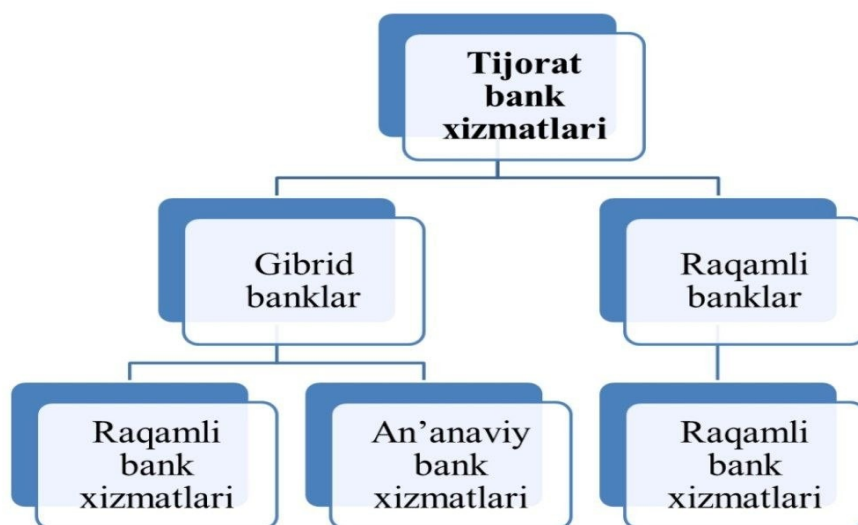 Tijorat
bank
xizmatlari
Gibrid
banklar
Raqamli
banklar
Raqamli
bank
xizmatlari
An’anaviy
bank
xizmatlari
Raqamli
bank
xizmatlari